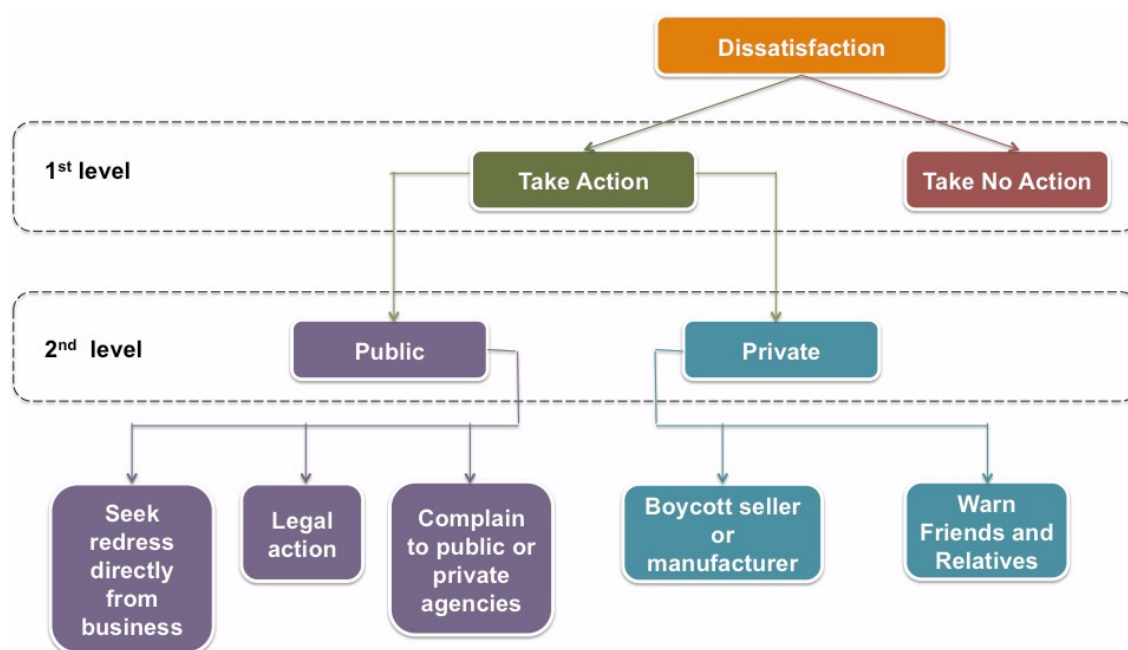 Dissatisfaction
1st level
Take Action
Take No Action
2nd level
Public
Private
Seek
redress
directly
from
business
Legal
action
Complain
to public or
private
agencies
Boycott seller
or
manufacturer
Warn
Friends and
Relatives